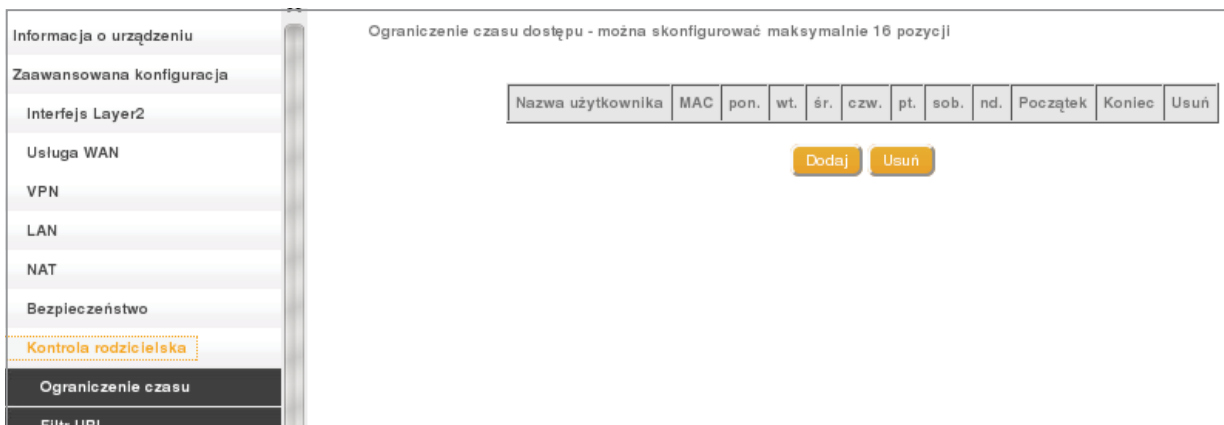 Informacja o urządzeniu
Zaawansowana konfiguracja
Interfejs Layer2
Usługa WAN
VPN
LAN
NAT
Bezpieczeństwo
Kontrola rodzicielska
Ograniczenie czasu
Filtr URL
Ograniczenie czasu dostępu - można skonfigurować maksymalnie 16 pozycji
Nazwa użytkownika MAC pon. wt. śr. czw. pt. sob. nd. Początek Koniec Usuń
Dodaj Usuń